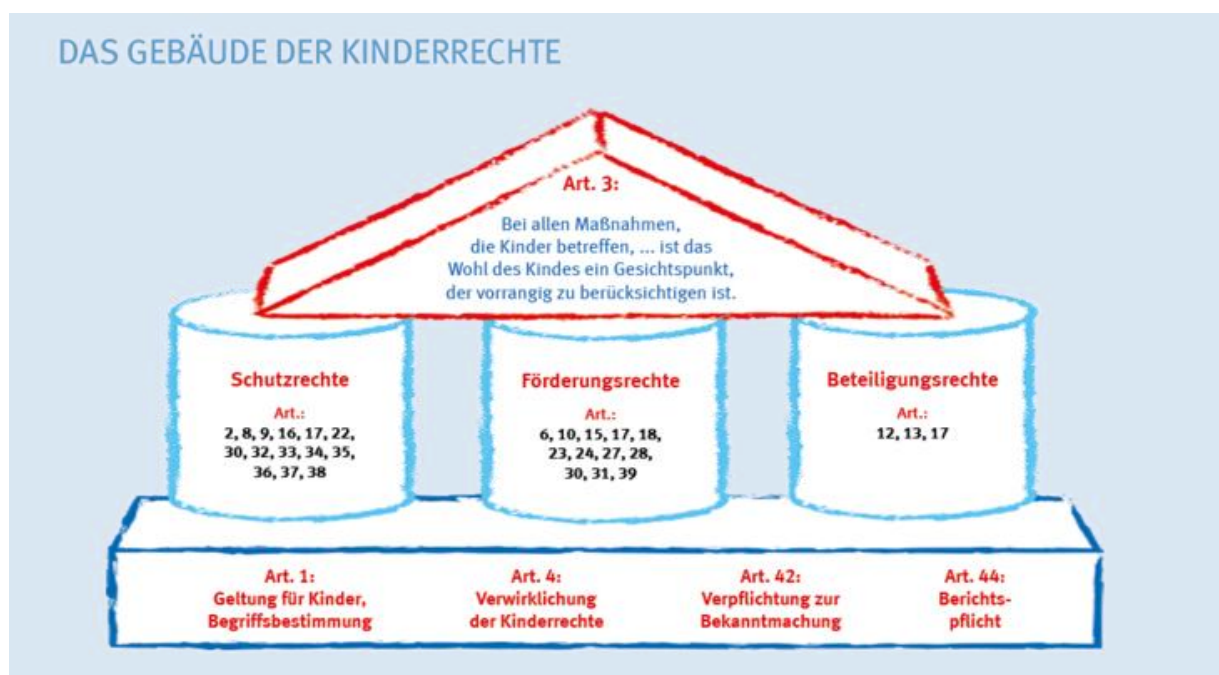 DAS GEBÄUDE DER KINDERRECHTE
Art. 3:
Bei allen Maßnahmen,
die Kinder betreffen, ... ist das
Wohl des Kindes ein Gesichtspunkt,
der vorrangig zu berücksichtigen ist.
Schutzrechte
Art.:
2, 8, 9, 16, 17, 22,
30, 32, 33, 34, 35,
36, 37, 38
Förderungsrechte
Art.:
6, 10, 15, 17, 18,
23, 24, 27, 28,
30, 31, 39
Beteiligungsrechte
Art.:
12, 13, 17
Art. 1:
Geltung für Kinder,
Begriffsbestimmung
Art. 4:
Verwirklichung
der Kinderrechte
Art. 42:
Verpflichtung zur
Bekanntmachung
Art. 44:
Berichts-
pflicht